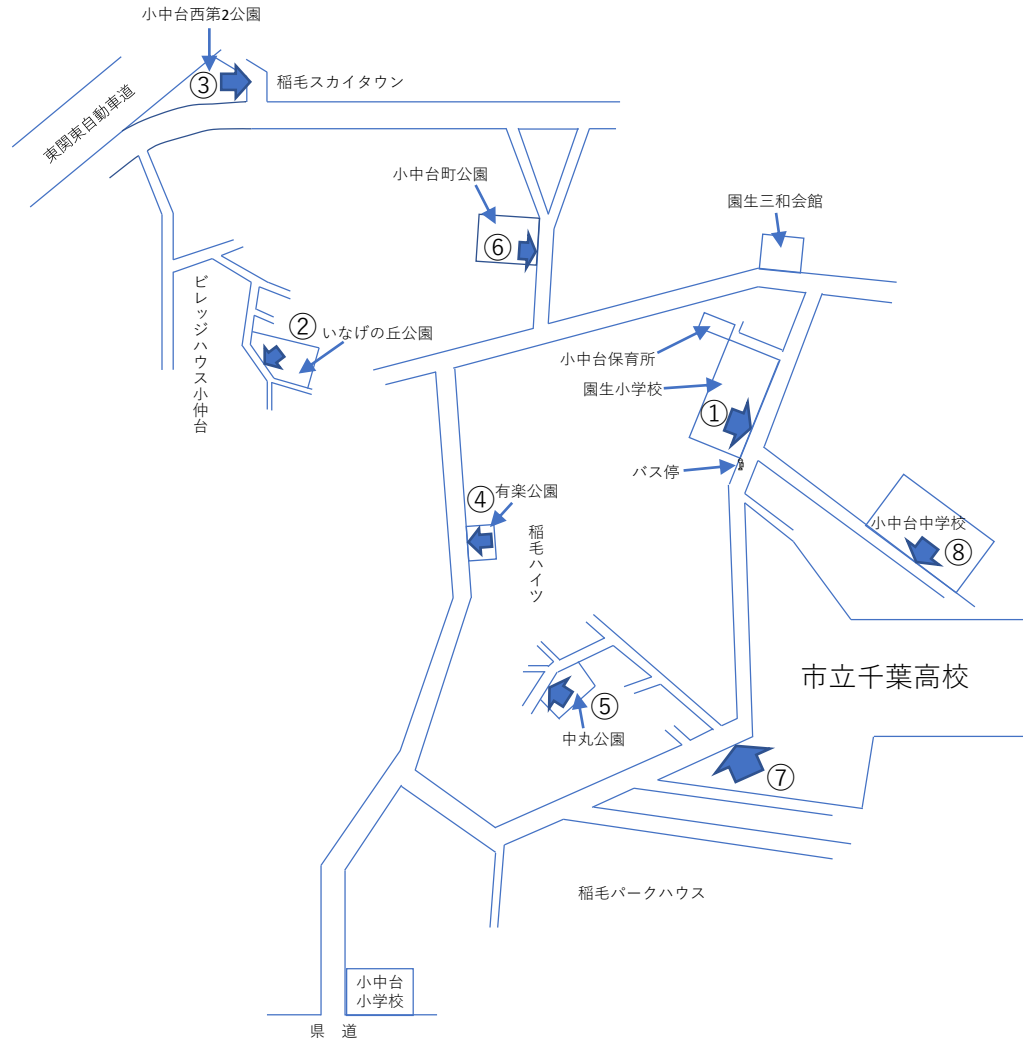 小中台西第2公園
③
稲毛スカイタウン
東関東自動車道
小中台町公園
⑥
園生三和会館
ビレッジハウス小仲台
②
いなげの丘公園
小中台保育所
園生小学校
①
バス停
④
有楽公園
稲毛ハイツ
小中台中学校
⑧
市立千葉高校
⑤
中丸公園
⑦
稲毛パークハウス
小中台
小学校
県 道